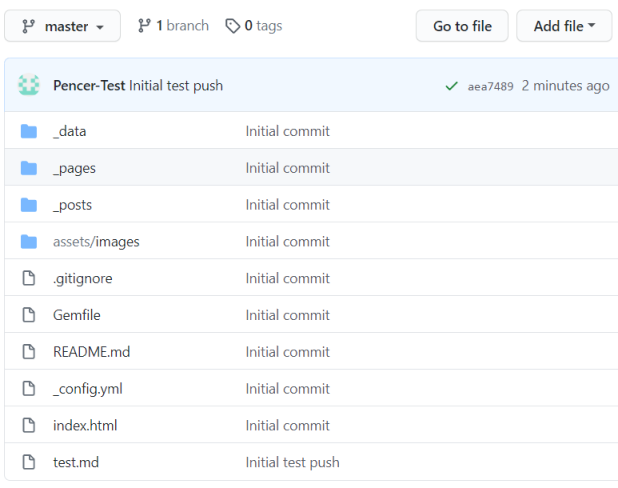 master 1 branch 0 tags Go to file Add file
Pencer-Test Initial test push aea7489 2 minutes ago
_data Initial commit
_pages Initial commit
_posts Initial commit
assets/images Initial commit
.gitignore Initial commit
Gemfile Initial commit
README.md Initial commit
_config.yml Initial commit
index.html Initial commit
test.md Initial test push